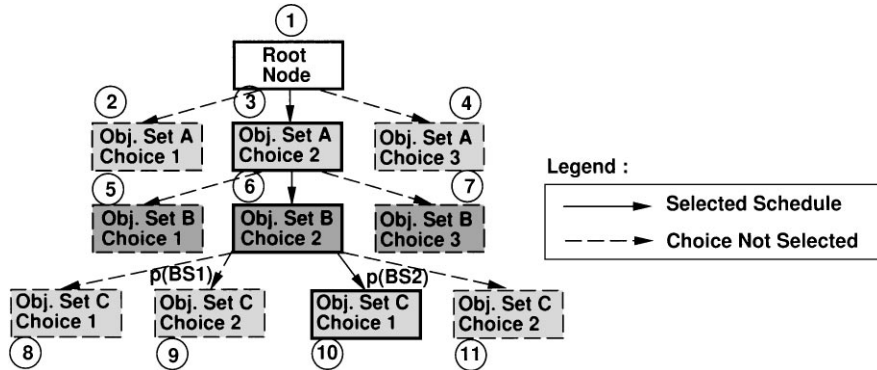 1
Root
Node
2
3
4
Obj. Set A
Choice 1
Obj. Set A
Choice 2
Obj. Set A
Choice 3
5
6
7
Obj. Set B
Choice 1
Obj. Set B
Choice 2
Obj. Set B
Choice 3
p(BS1)
p(BS2)
Obj. Set C
Choice 1
Obj. Set C
Choice 2
Obj. Set C
Choice 1
Obj. Set C
Choice 2
8
9
10
11
Legend :
Selected Schedule
Choice Not Selected